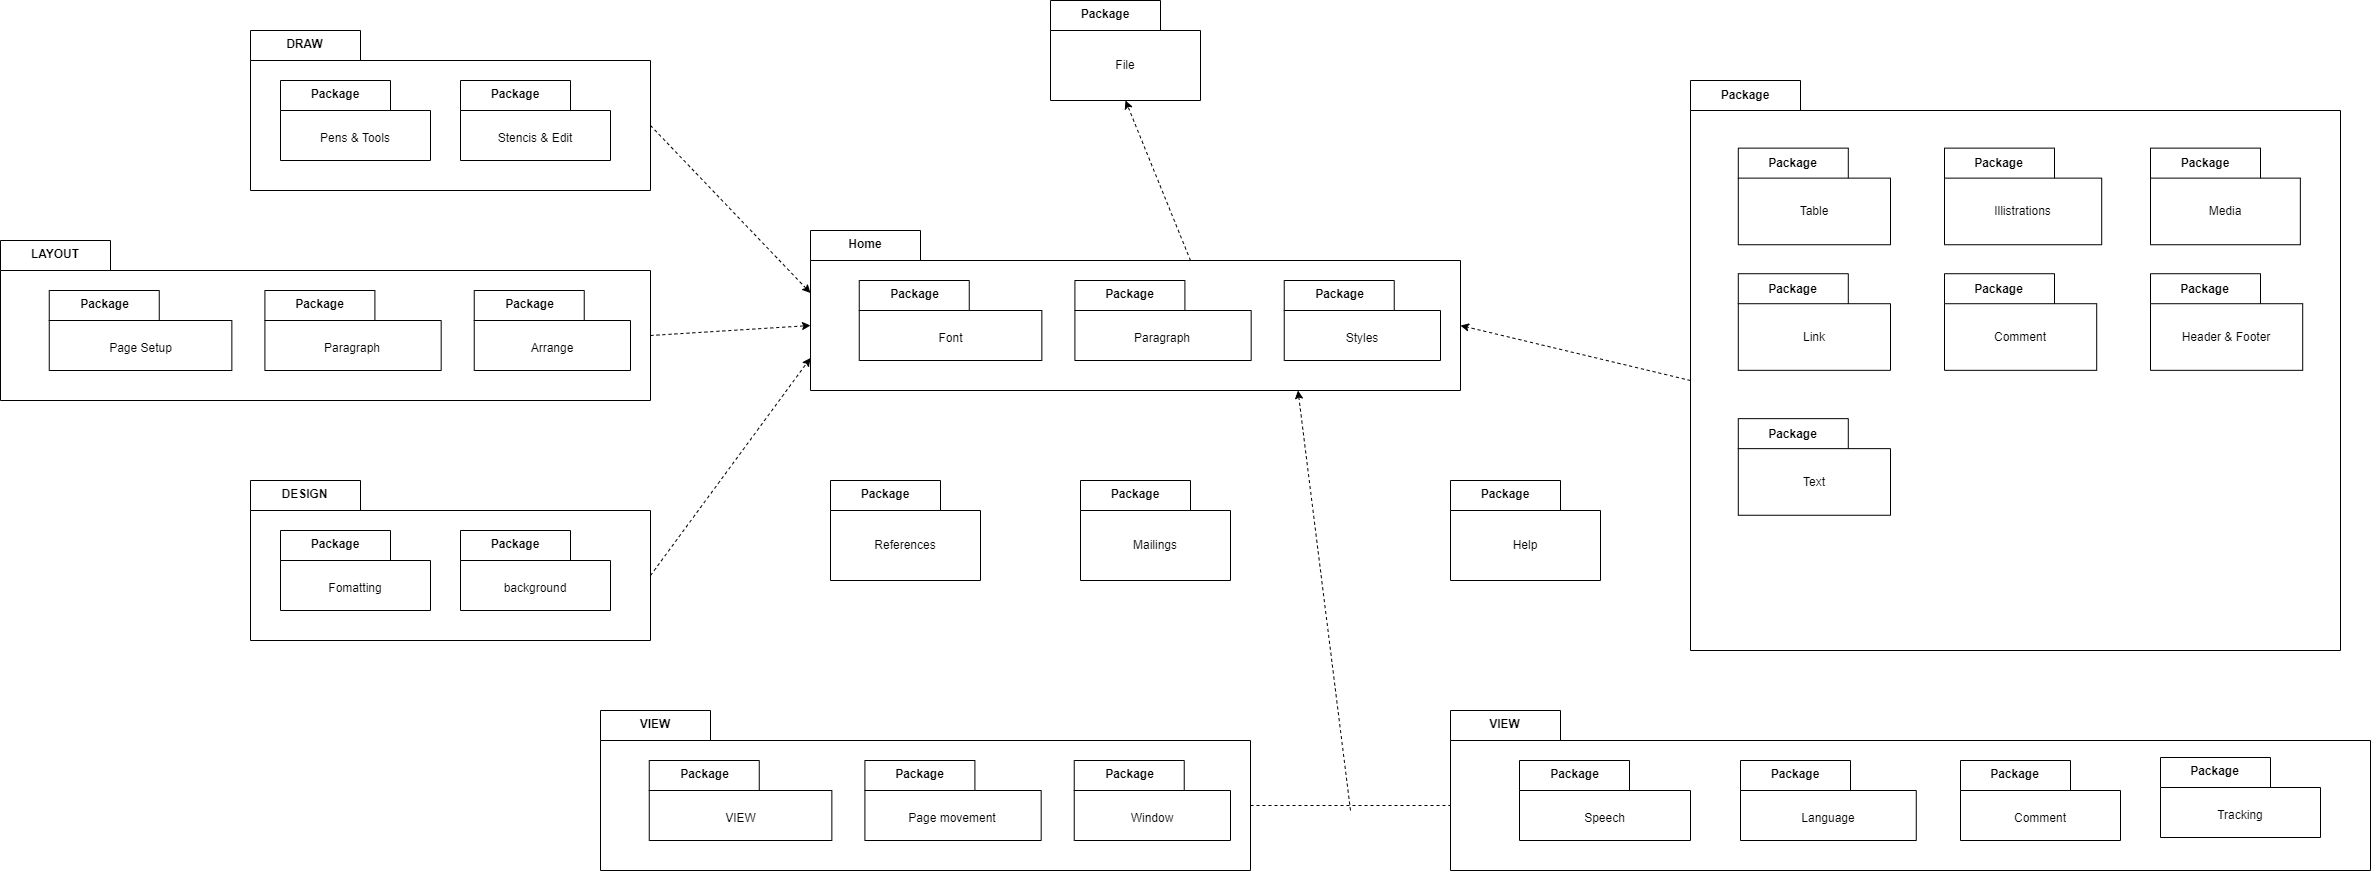 Package
File
DRAW
Package
Pens & Tools
Package
Stencis & Edit
LAYOUT
Package
Page Setup
Package
Paragraph
Package
Arrange
DESIGN
Package
Fomatting
Package
background
Home
Package
Font
Package
Paragraph
Package
Styles
Package
References
Package
Mailings
Package
Help
Package
Package
Table
Package
Illistrations
Package
Media
Package
Link
Package
Comment
Package
Header & Footer
Package
Text
VIEW
Package
VIEW
Package
Page movement
Package
Window
VIEW
Package
Speech
Package
Language
Package
Comment
Package
Tracking